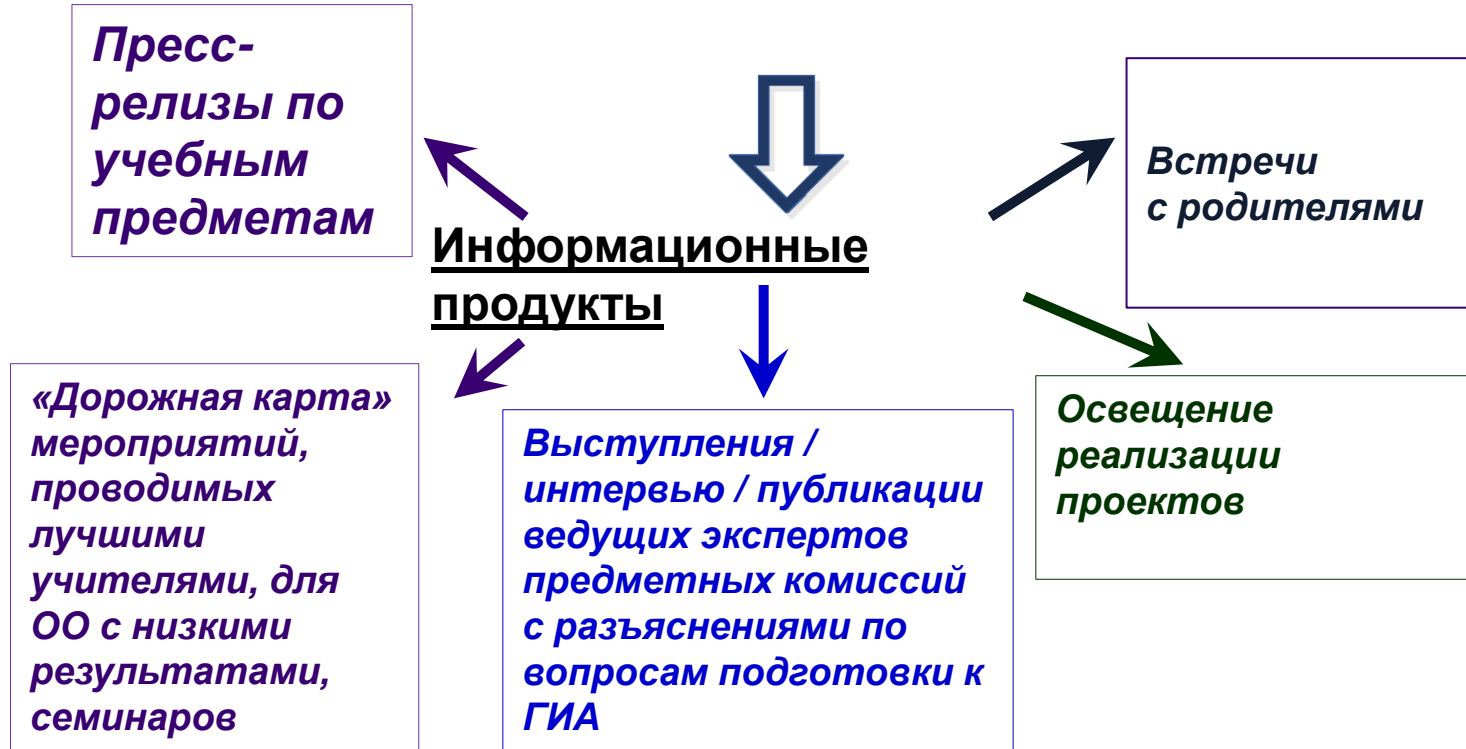 Пресс-
релизы по
учебным
предметам
Встречи
с родителями
Информационные
продукты
«Дорожная карта»
мероприятий,
проводимых
лучшими
учителями, для
ОО с низкими
результатами,
семинаров
Выступления /
интервью / публикации
ведущих экспертов
предметных комиссий
с разъяснениями по
вопросам подготовки к
ГИА
Освещение
реализации
проектов